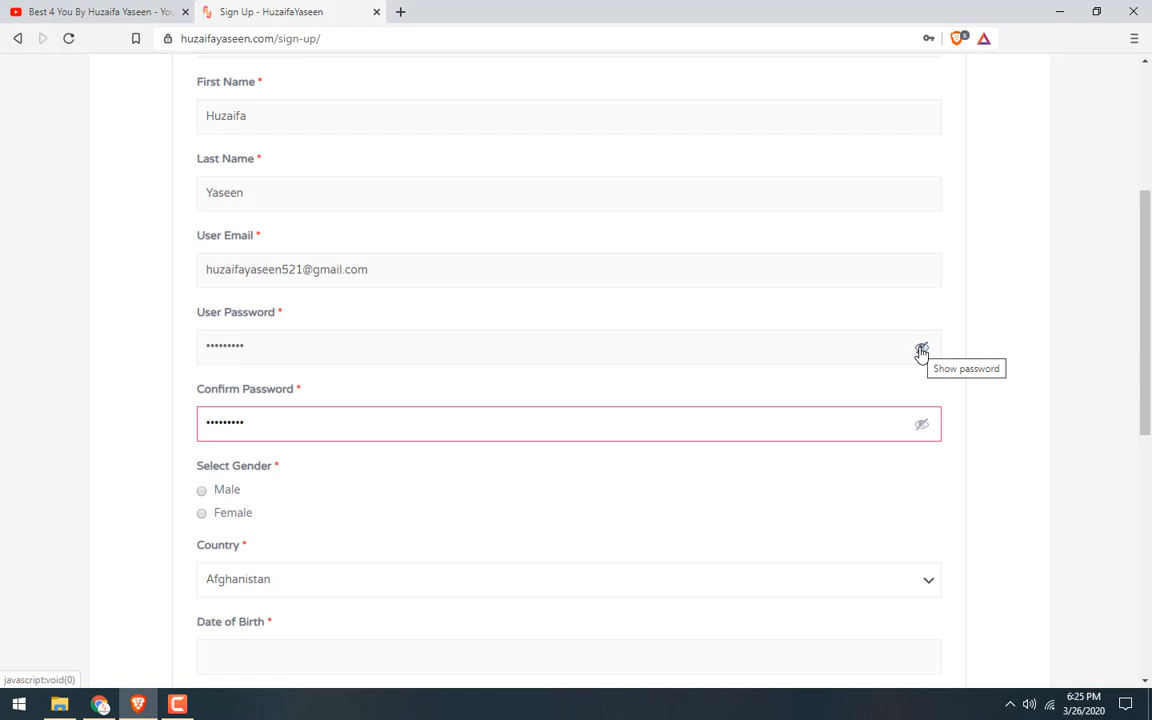 Best 4 You By Huzaifa Yaseen - You
Sign Up - HuzaifaYaseen
huzaifayaseen.com/sign-up/
First Name *
Huzaifa
Last Name *
Yaseen
User Email *
huzaifayaseen521@gmail.com
User Password *
•••••••••
Show password
Confirm Password *
•••••••••
Select Gender *
Male
Female
Country *
Afghanistan
Date of Birth *
javascript:void(0)
6:25 PM
3/26/2020